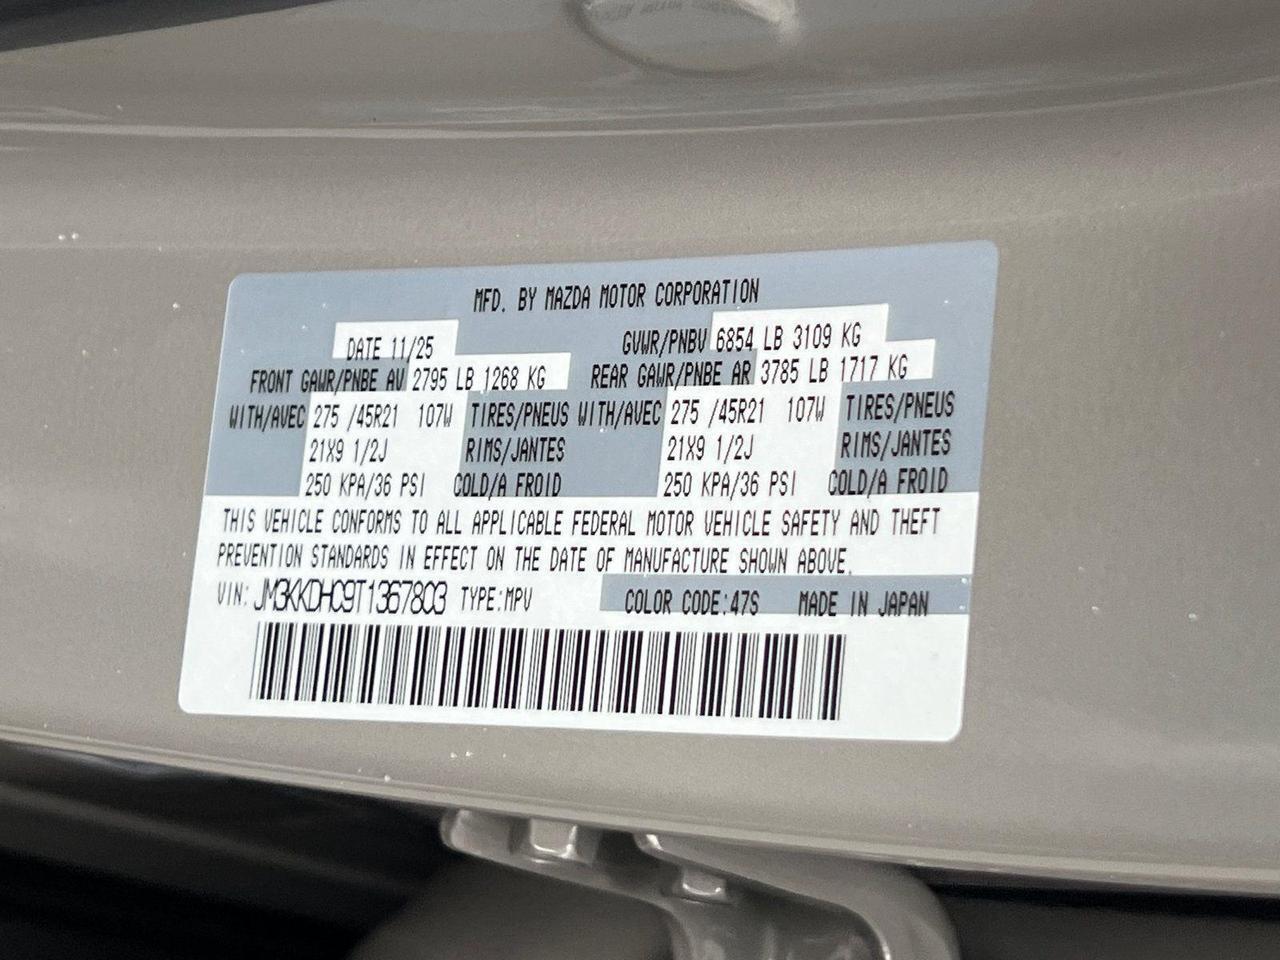 MFD. BY MAZDA MOTOR CORPORATION
DATE 11/25 GVWR/PNBV 6854 LB 3109 KG
FRONT GAWR/PNBE AV 2795 LB 1268 KG REAR GAWR/PNBE AR 3785 LB 1717 KG
WITH/AVEC 275 /45R21 107W TIRES/PNEUS WITH/AVEC 275 /45R21 107W TIRES/PNEUS
21X9 1/2J RIMS/JANTES 21X9 1/2J RIMS/JANTES
250 KPA/36 PSI COLD/A FROID 250 KPA/36 PSI COLD/A FROID
THIS VEHICLE CONFORMS TO ALL APPLICABLE FEDERAL MOTOR VEHICLE SAFETY AND THEFT
PREVENTION STANDARDS IN EFFECT ON THE DATE OF MANUFACTURE SHOWN ABOVE.
VIN: JM3KKDHC9T1367803 TYPE:MPV COLOR CODE:47S MADE IN JAPAN